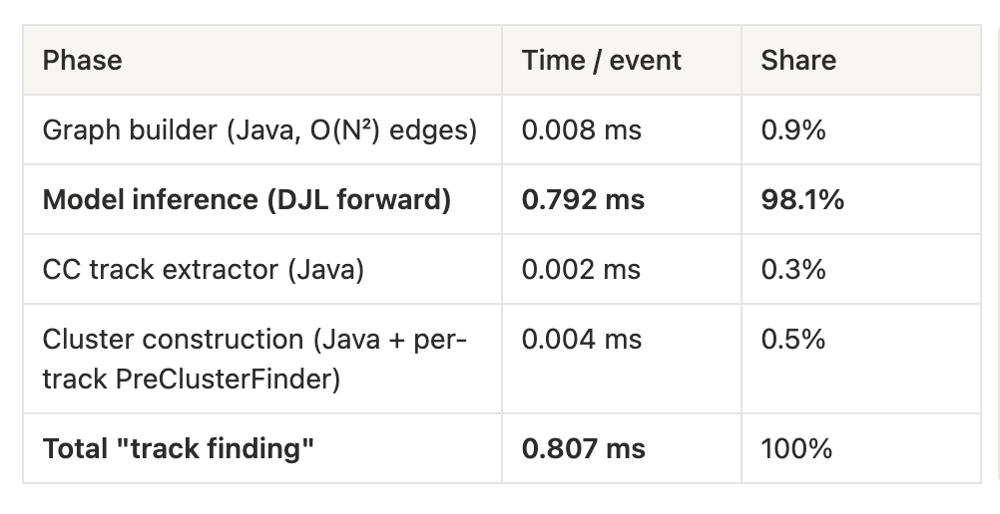 Phase Time / event Share
Graph builder (Java, O(N²) edges) 0.008 ms 0.9%
Model inference (DJL forward) 0.792 ms 98.1%
CC track extractor (Java) 0.002 ms 0.3%
Cluster construction (Java + per- 0.004 ms 0.5%
track PreClusterFinder)
Total "track finding" 0.807 ms 100%